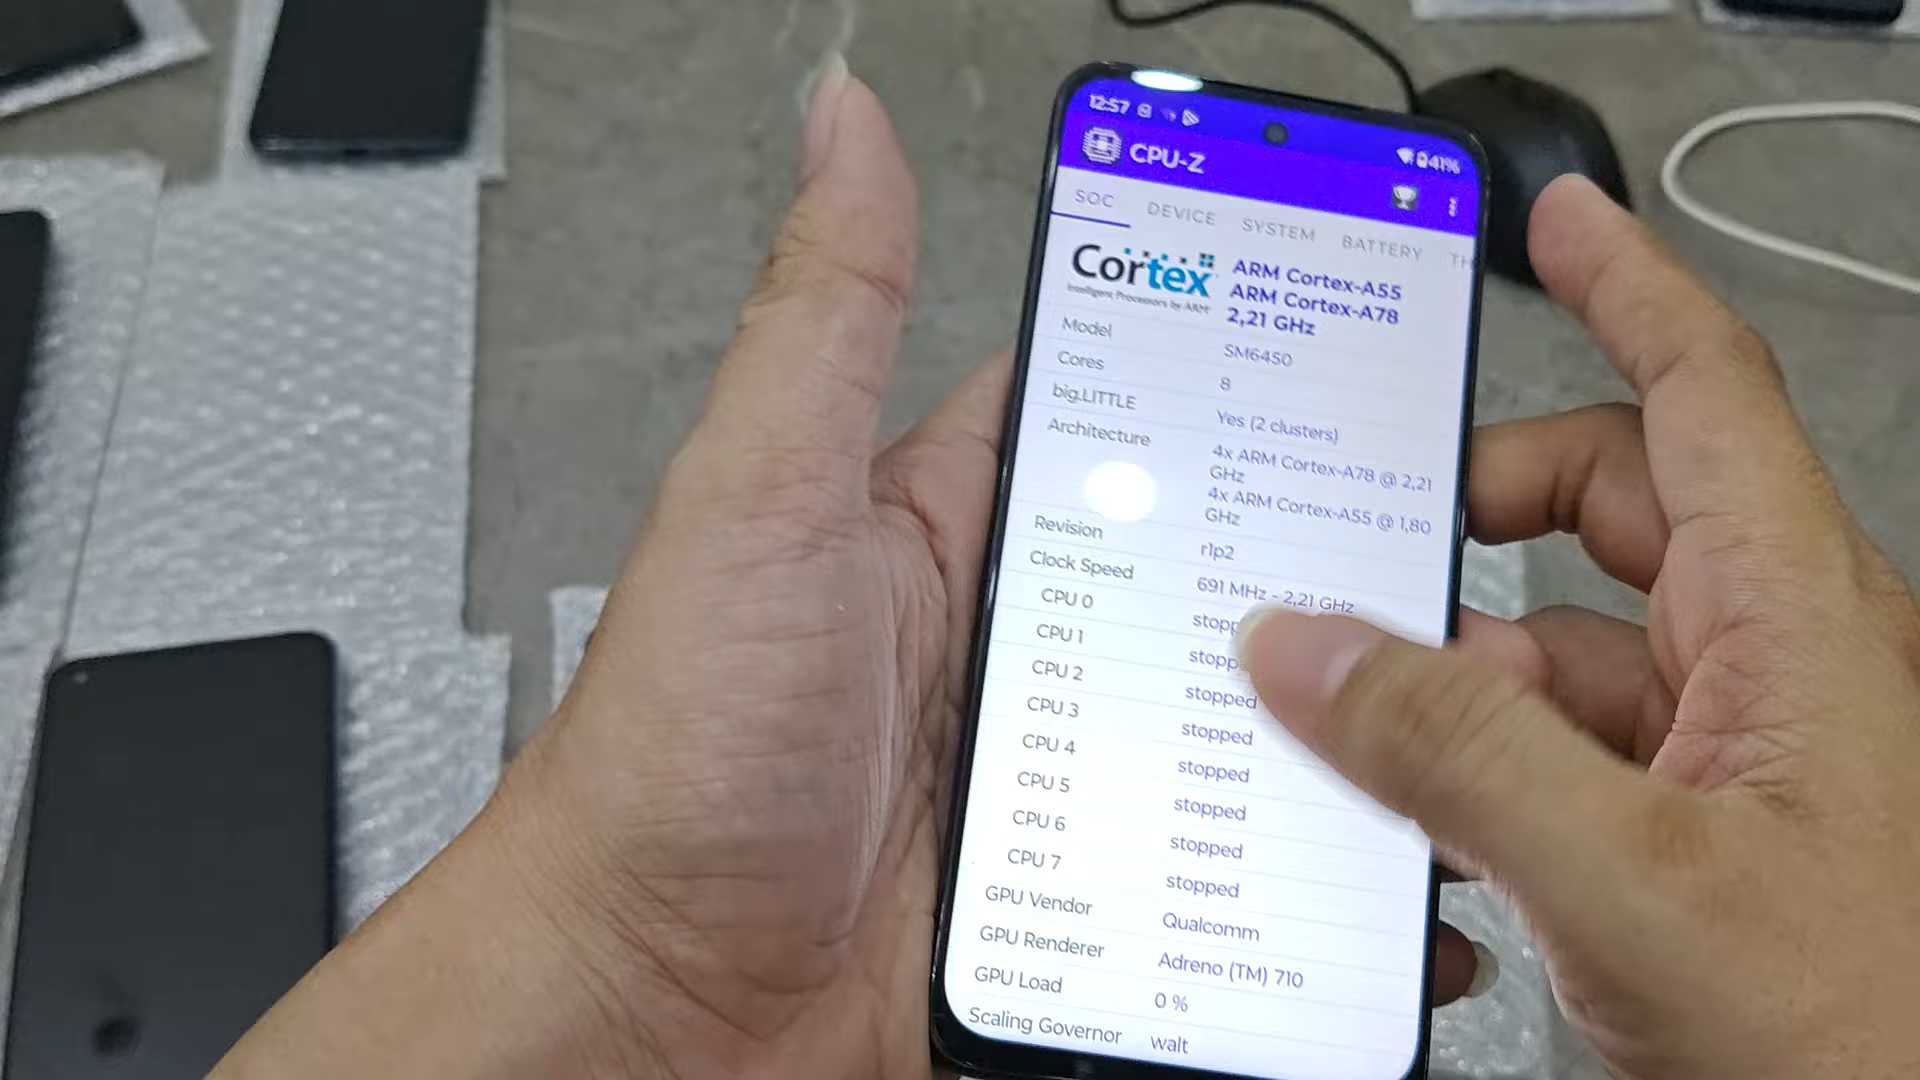 12:57
41%
CPU-Z
SOC DEVICE SYSTEM BATTERY TH
Cortex
Intelligent Processors by ARM
ARM Cortex-A55
ARM Cortex-A78
2,21 GHz
Model SM6450
Cores 8
big.LITTLE Yes (2 clusters)
Architecture 4x ARM Cortex-A78 @ 2,21
GHz
4x ARM Cortex-A55 @ 1,80
GHz
Revision r1p2
Clock Speed 691 MHz - 2,21 GHz
CPU 0 stopp
CPU 1 stopp
CPU 2 stopped
CPU 3 stopped
CPU 4 stopped
CPU 5 stopped
CPU 6 stopped
CPU 7 stopped
GPU Vendor Qualcomm
GPU Renderer Adreno (TM) 710
GPU Load 0 %
Scaling Governor walt